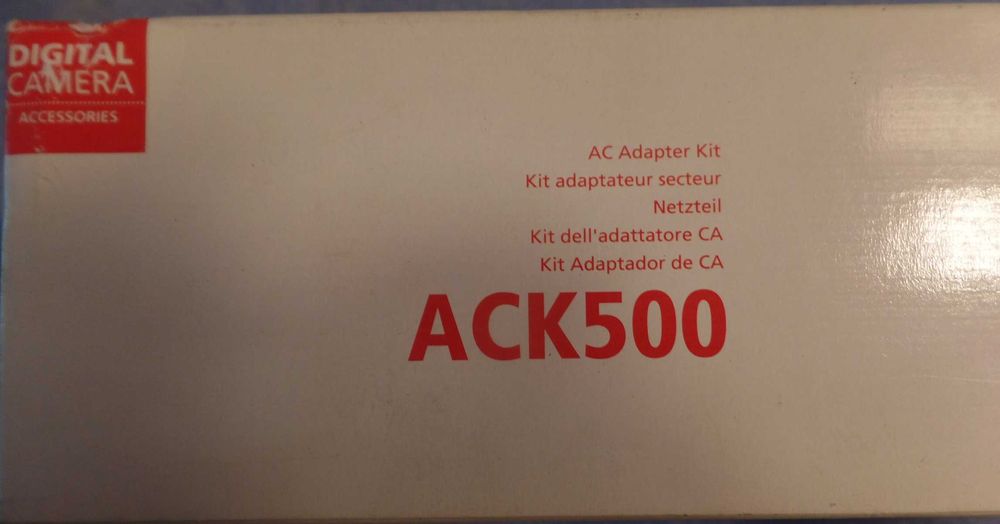 DIGITAL
CAMERA
ACCESSORIES
AC Adapter Kit
Kit adaptateur secteur
Netzteil
Kit dell'adattatore CA
Kit Adaptador de CA
ACK500